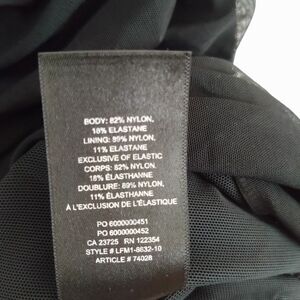 BODY: 82% NYLON,
18% ELASTANE
LINING: 89% NYLON,
11% ELASTANE
EXCLUSIVE OF ELASTIC
CORPS: 82% NYLON,
18% ÉLASTHANNE
DOUBLURE: 89% NYLON,
11% ÉLASTHANNE
À L'EXCLUSION DE L'ÉLASTIQUE
PO 6000000451
PO 6000000452
CA 23725 RN 122354
STYLE # LFM1-8832-10
ARTICLE # 74028